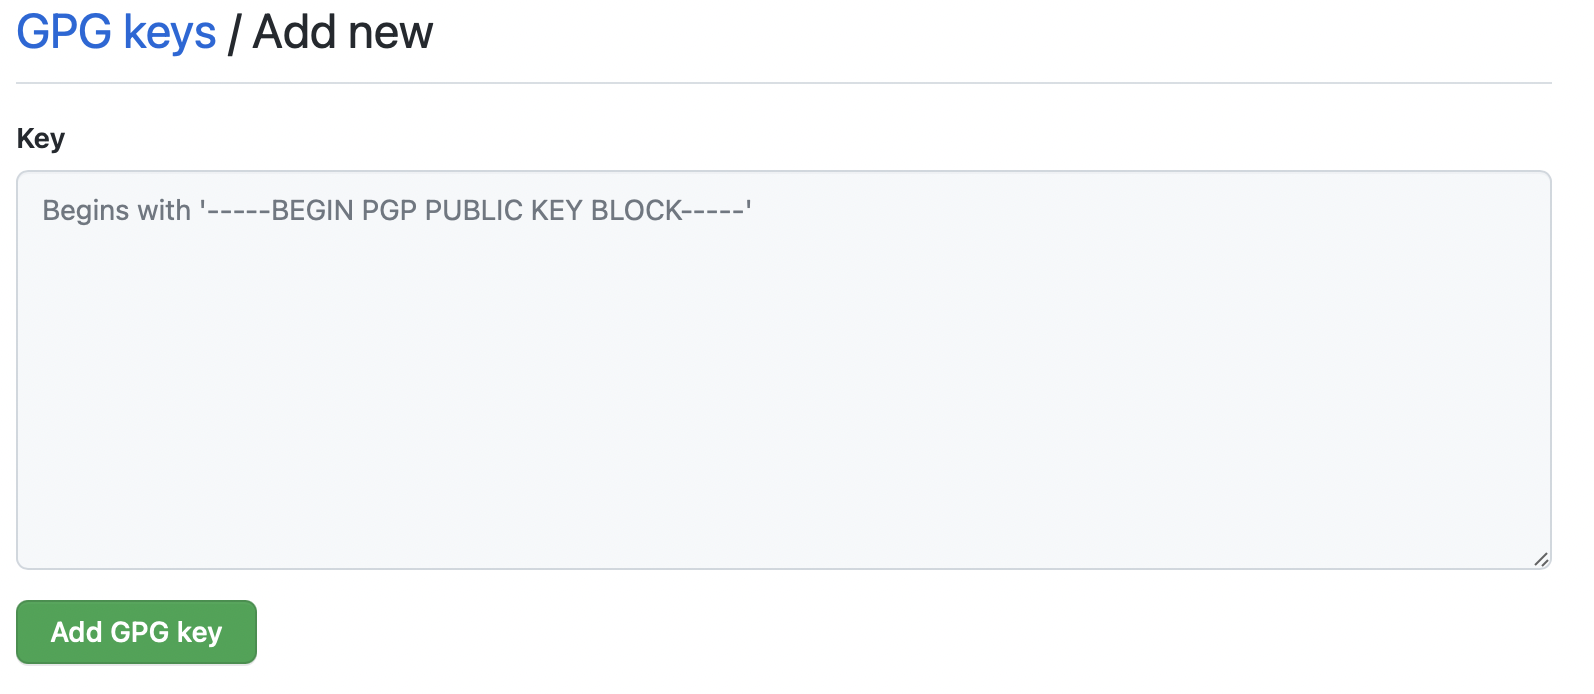 GPG keys / Add new
Key
Begins with '-----BEGIN PGP PUBLIC KEY BLOCK-----'
Add GPG key